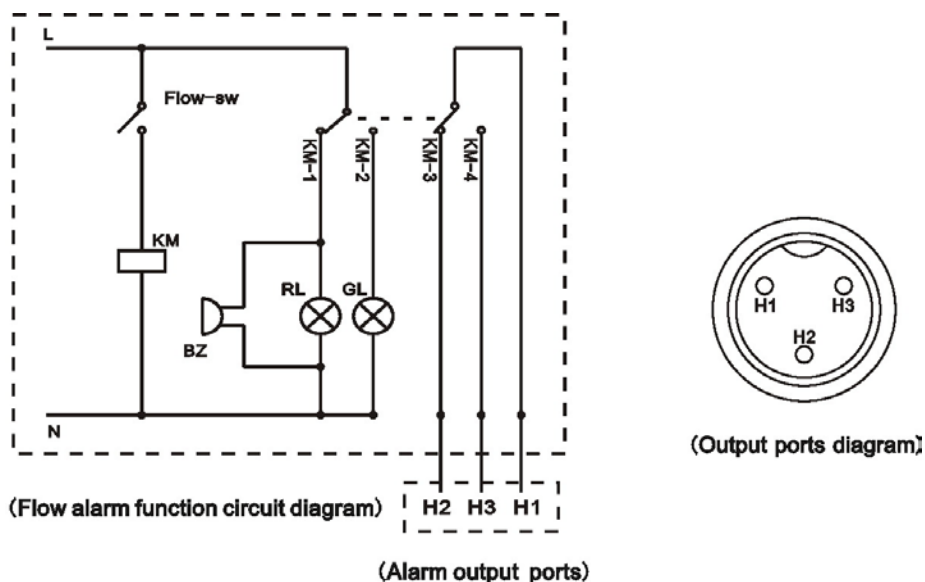 L
Flow-sw
KM-1
KM-2
KM-3
KM-4
KM
RL
GL
BZ
N
H1
H3
H2
(Output ports diagram)
(Flow alarm function circuit diagram)
H2 H3 H1
(Alarm output ports)